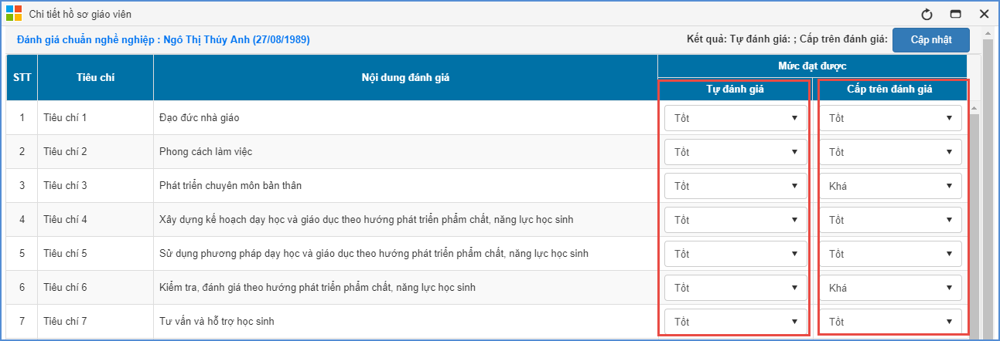 Chi tiết hồ sơ giáo viên
Đánh giá chuẩn nghề nghiệp : Ngô Thị Thúy Anh (27/08/1989)
Kết quả: Tự đánh giá: ; Cấp trên đánh giá:
Cập nhật
STT Tiêu chí Nội dung đánh giá Mức đạt được
Tự đánh giá Cấp trên đánh giá
1 Tiêu chí 1 Đạo đức nhà giáo Tốt Tốt
2 Tiêu chí 2 Phong cách làm việc Tốt Tốt
3 Tiêu chí 3 Phát triển chuyên môn bản thân Tốt Khá
4 Tiêu chí 4 Xây dựng kế hoạch dạy học và giáo dục theo hướng phát triển phẩm chất, năng lực học sinh Tốt Tốt
5 Tiêu chí 5 Sử dụng phương pháp dạy học và giáo dục theo hướng phát triển phẩm chất, năng lực học sinh Tốt Tốt
6 Tiêu chí 6 Kiểm tra, đánh giá theo hướng phát triển phẩm chất, năng lực học sinh Tốt Khá
7 Tiêu chí 7 Tư vấn và hỗ trợ học sinh Tốt Tốt